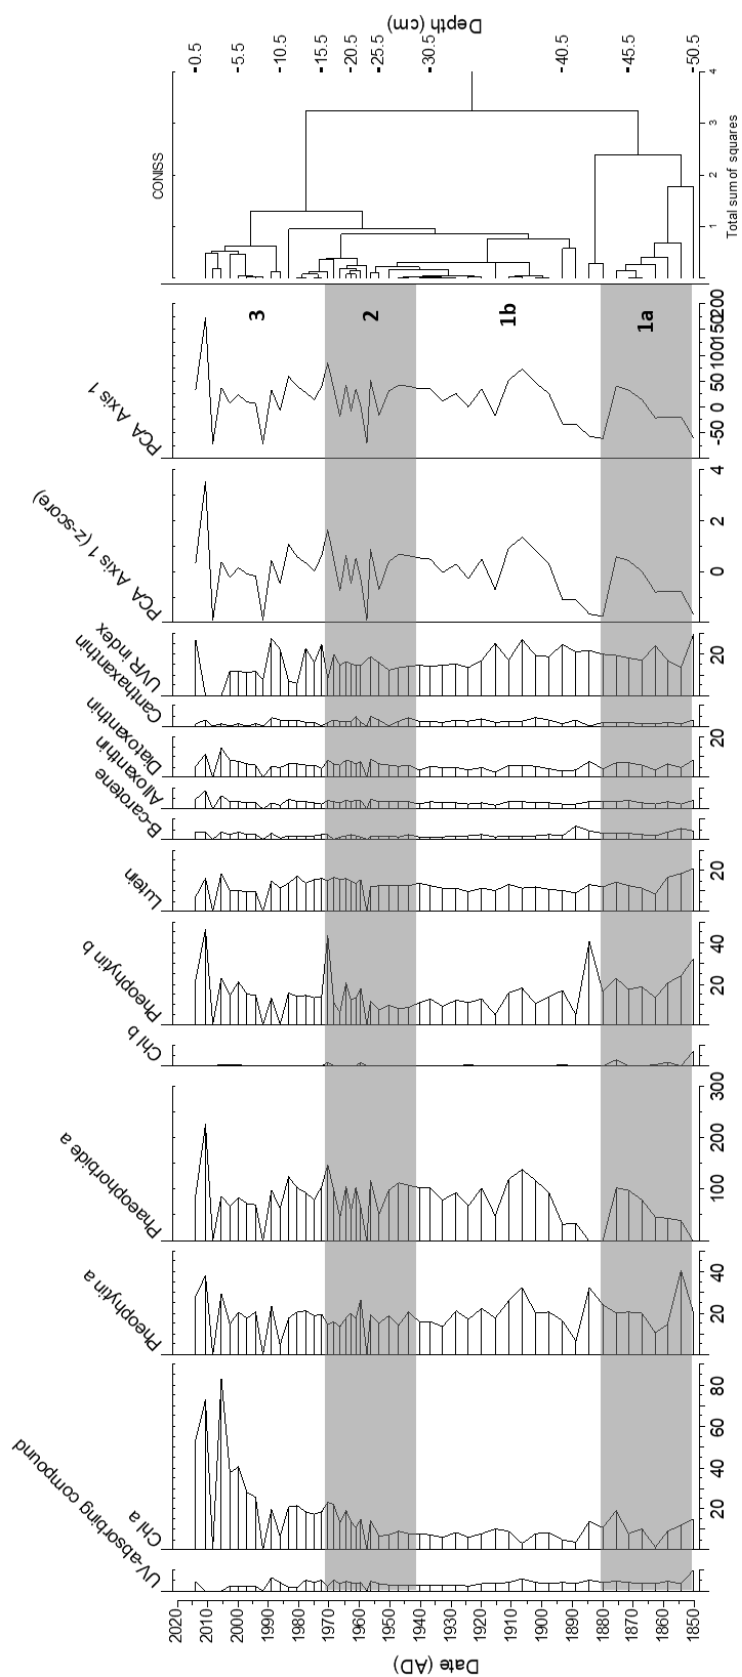 UV-absorbing compound
Chl a
Pheophytin a
Phaeophorbide a
Chl b
Pheophytin b
Lutein
B-carotene
Alloxanthin
Diatoxanthin
Canthaxanthin
UVR index
PCA Axis 1 (z-score)
PCA Axis 1
CONISS
Date (AD)
2020
2010
2000
1990
1980
1970
1960
1950
1940
1930
1920
1910
1900
1890
1880
1870
1860
1850
20 40 60 80
20 40
100 200 300
20 40
20
20
20
0 2 4
-50 0 50 100 150 200
1 2 3 4
Total sum of squares
3
2
1b
1a
Depth (cm)
-0.5
-5.5
-10.5
-15.5
-20.5
-25.5
-30.5
-40.5
-45.5
-50.5